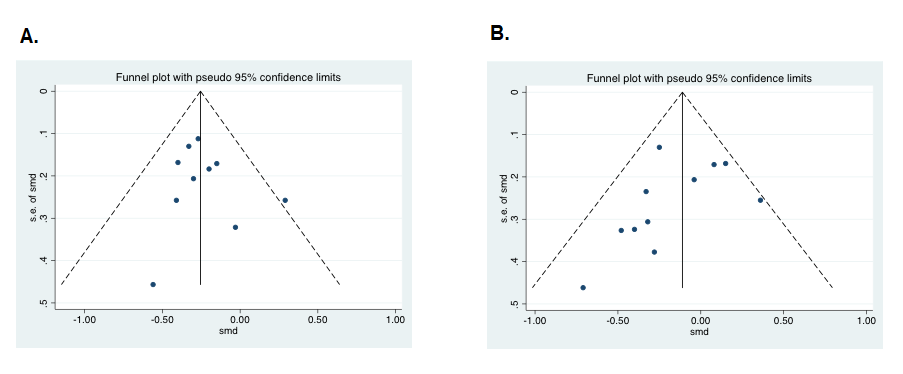 A.
Funnel plot with pseudo 95% confidence limits
s.e. of smd
0
.1
.2
.3
.4
.5
-1.00 -0.50 0.00 0.50 1.00
smd
B.
Funnel plot with pseudo 95% confidence limits
s.e. of smd
0
.1
.2
.3
.4
.5
-1.00 -0.50 0.00 0.50 1.00
smd